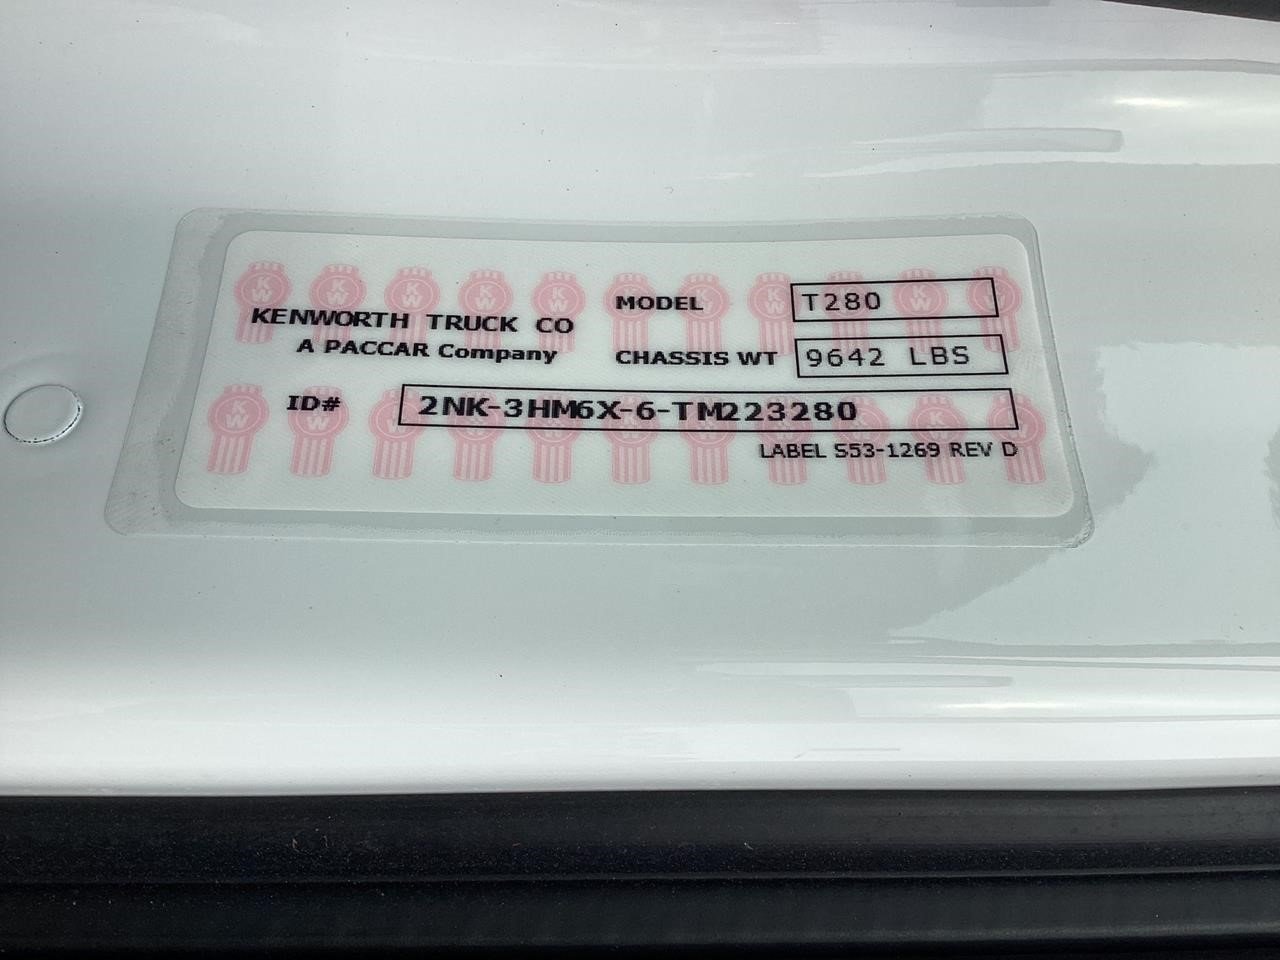 KENWORTH TRUCK CO
A PACCAR Company
MODEL T280
CHASSIS WT 9642 LBS
ID# 2NK-3HM6X-6-TM223280
LABEL S53-1269 REV D